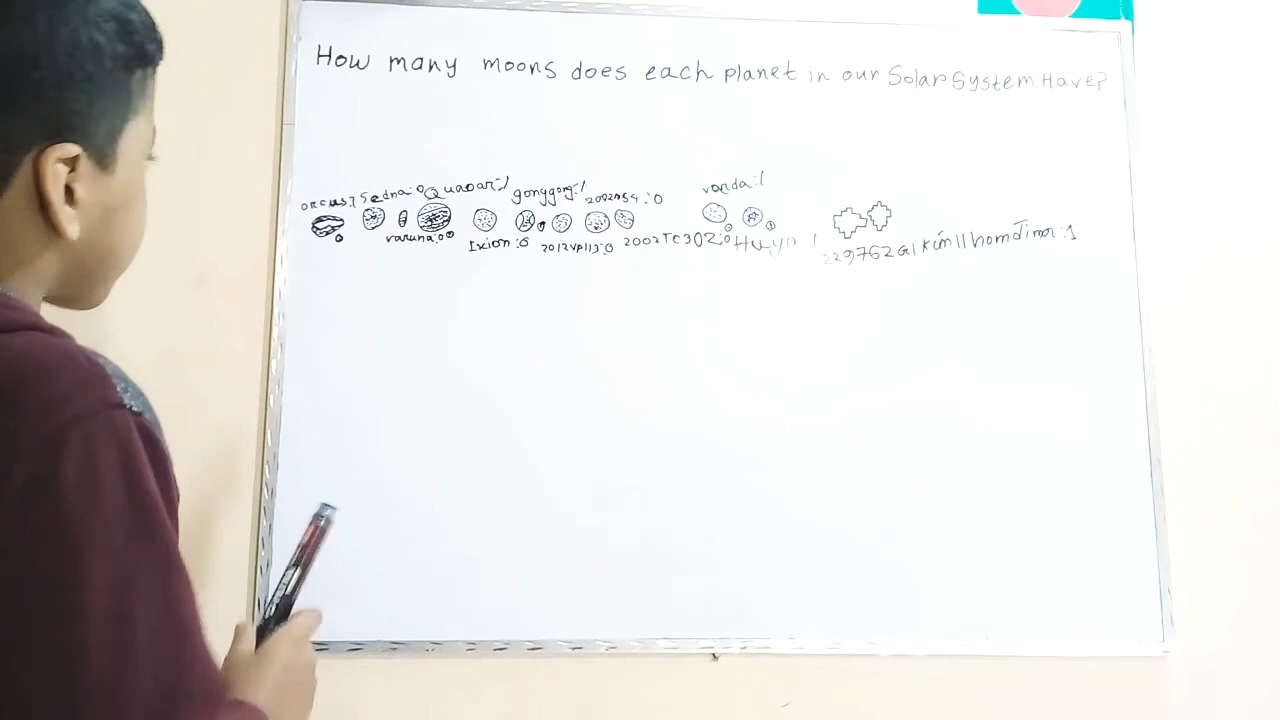 How many moons does each planet in our Solar System Have?
orcus:1 Sedna:0 Quaoar:1 gonggong:1 2002MS4:0 varda:1
varuna:0 Ixion:0 2012VP113:0 2002TC302:0